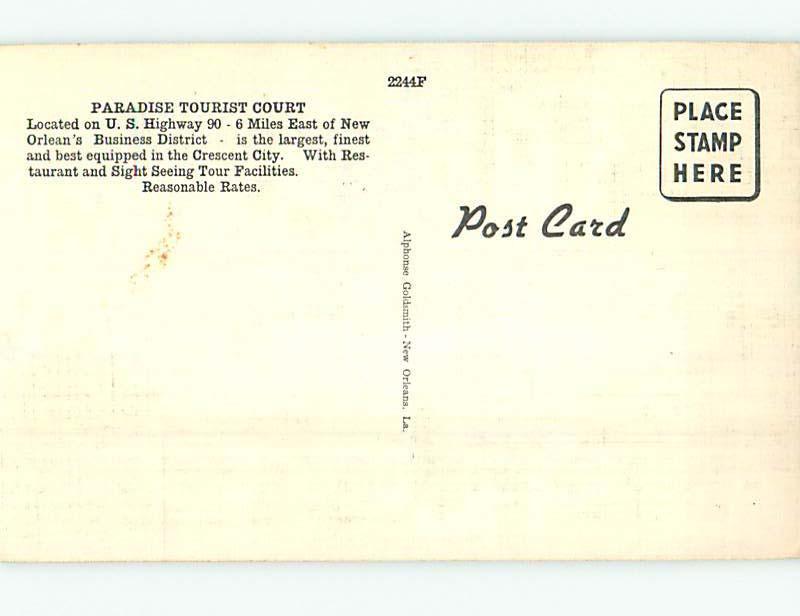 2244F
PARADISE TOURIST COURT
Located on U. S. Highway 90 - 6 Miles East of New
Orlean's Business District - is the largest, finest
and best equipped in the Crescent City. With Res-
taurant and Sight Seeing Tour Facilities.
Reasonable Rates.
PLACE
STAMP
HERE
Post Card
Alphonse Goldsmith - New Orleans, La.